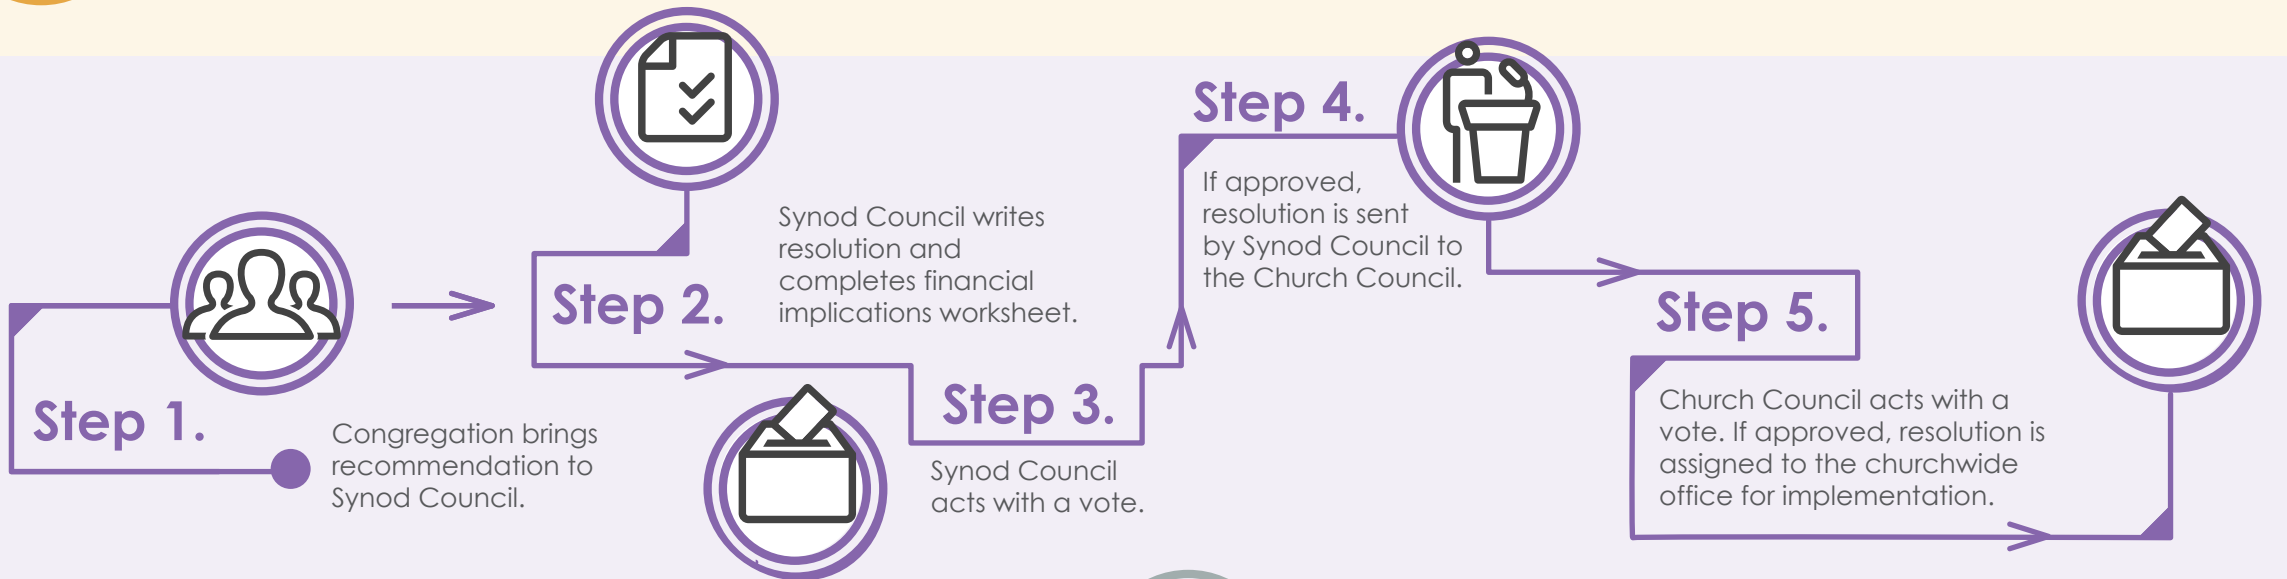 Step 1.
Congregation brings
recommendation to
Synod Council.
Step 2.
Synod Council writes
resolution and
completes financial
implications worksheet.
Step 3.
Synod Council
acts with a vote.
Step 4.
If approved,
resolution is sent
by Synod Council to
the Church Council.
Step 5.
Church Council acts with a
vote. If approved, resolution is
assigned to the churchwide
office for implementation.